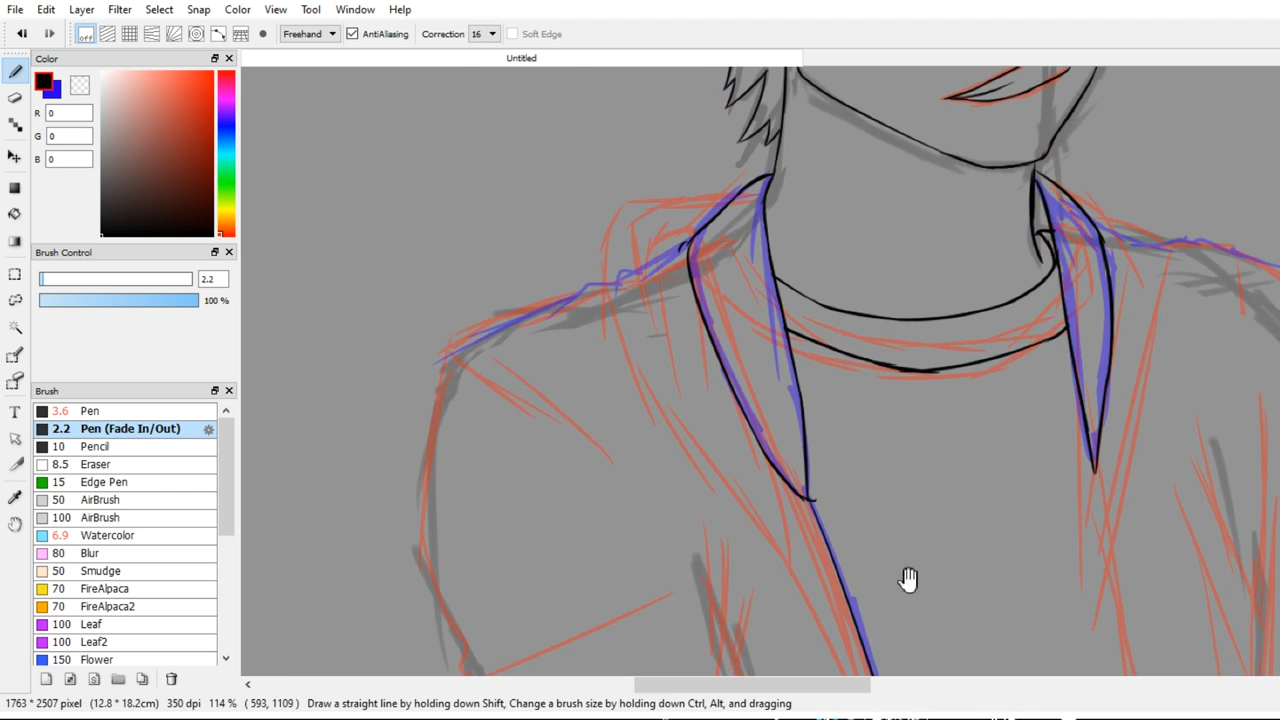 File Edit Layer Filter Select Snap Color View Tool Window Help
off Freehand AntiAliasing Correction 16 Soft Edge
Untitled
Color
R 0
G 0
B 0
Brush Control
2.2
100 %
Brush
3.6 Pen
2.2 Pen (Fade In/Out)
10 Pencil
8.5 Eraser
15 Edge Pen
50 AirBrush
100 AirBrush
6.9 Watercolor
80 Blur
50 Smudge
70 FireAlpaca
70 FireAlpaca2
100 Leaf
100 Leaf2
150 Flower
1763 * 2507 pixel (12.8 * 18.2cm) 350 dpi 114 % ( 593, 1109 ) Draw a straight line by holding down Shift, Change a brush size by holding down Ctrl, Alt, and dragging